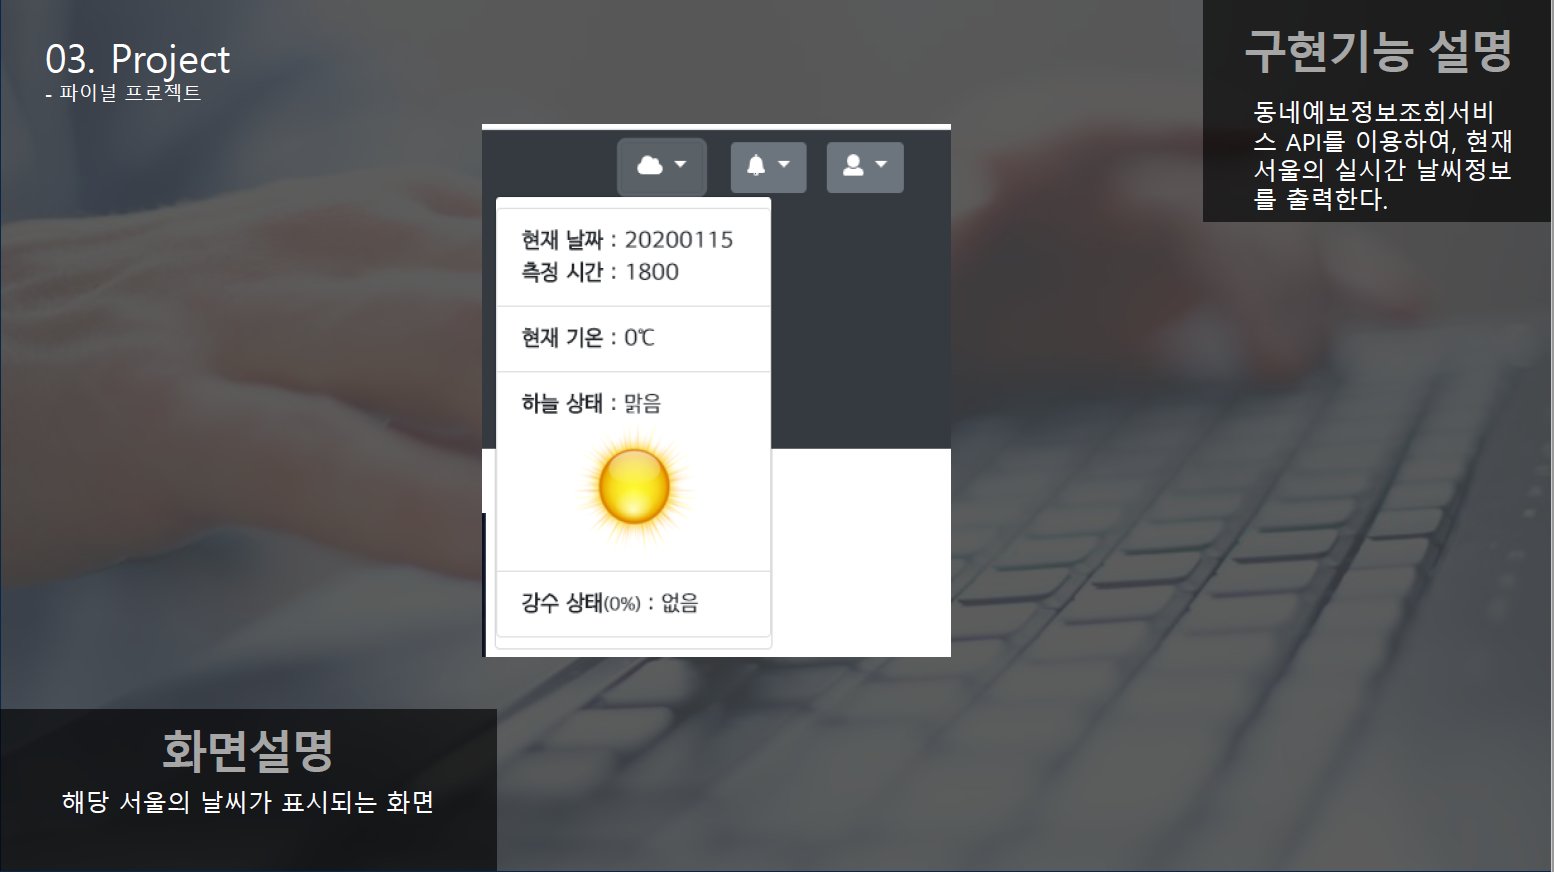 03. Project
- 파이널 프로젝트
구현기능 설명
동네예보정보조회서비
스 API를 이용하여, 현재
서울의 실시간 날씨정보
를 출력한다.
현재 날짜 : 20200115
측정 시간 : 1800
현재 기온 : 0℃
하늘 상태 : 맑음
강수 상태(0%) : 없음
화면설명
해당 서울의 날씨가 표시되는 화면